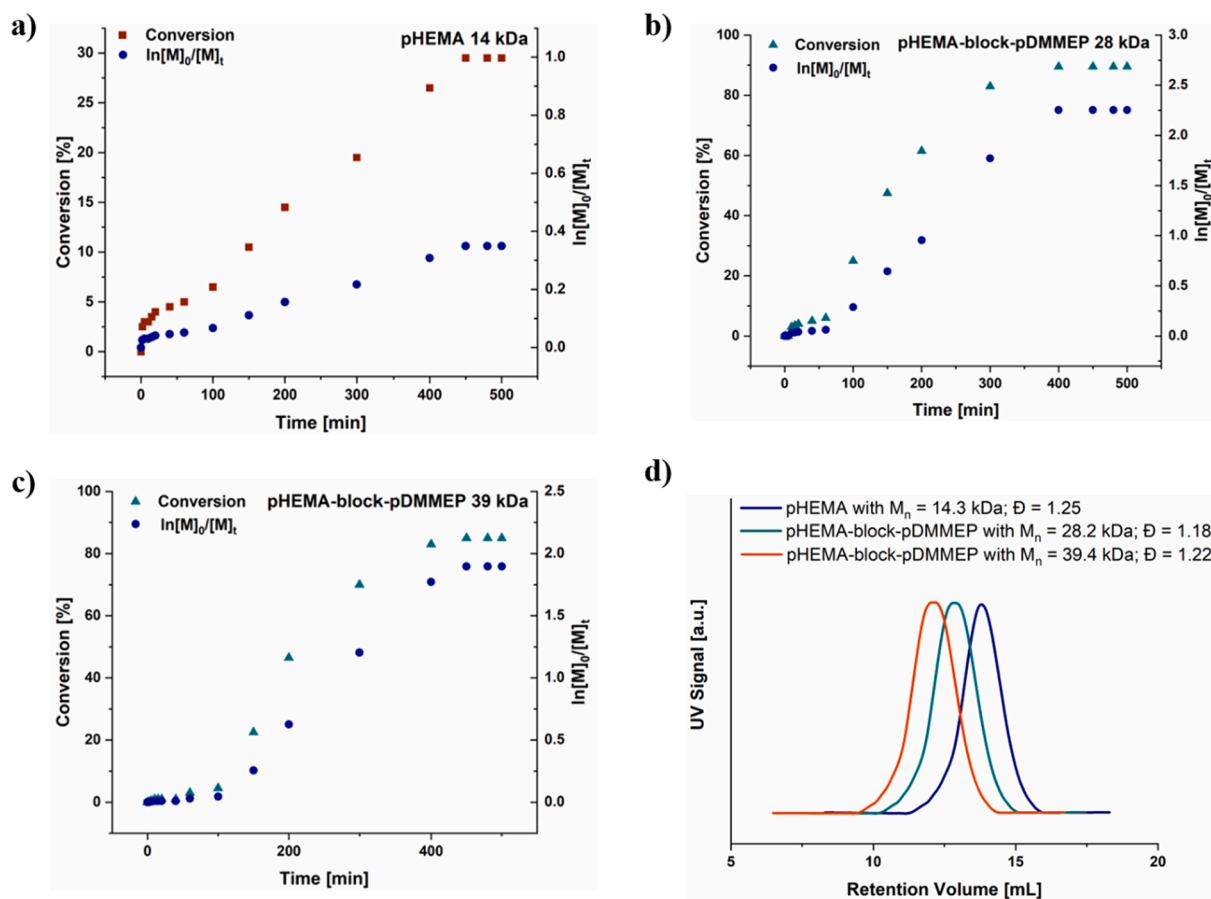 a)
Conversion
ln[M]₀/[M]ₜ
pHEMA 14 kDa
30
25
20
15
10
5
0
Conversion [%]
1.0
0.8
0.6
0.4
0.2
0.0
ln[M]₀/[M]ₜ
0 100 200 300 400 500
Time [min]
b)
Conversion
ln[M]₀/[M]ₜ
pHEMA-block-pDMMEP 28 kDa
100
80
60
40
20
0
Conversion [%]
3.0
2.5
2.0
1.5
1.0
0.5
0.0
ln[M]₀/[M]ₜ
0 100 200 300 400 500
Time [min]
c)
Conversion
ln[M]₀/[M]ₜ
pHEMA-block-pDMMEP 39 kDa
100
80
60
40
20
0
Conversion [%]
2.5
2.0
1.5
1.0
0.5
0.0
ln[M]₀/[M]ₜ
0 200 400
Time [min]
d)
pHEMA with Mₙ = 14.3 kDa; Đ = 1.25
pHEMA-block-pDMMEP with Mₙ = 28.2 kDa; Đ = 1.18
pHEMA-block-pDMMEP with Mₙ = 39.4 kDa; Đ = 1.22
UV Signal [a.u.]
5 10 15 20
Retention Volume [mL]